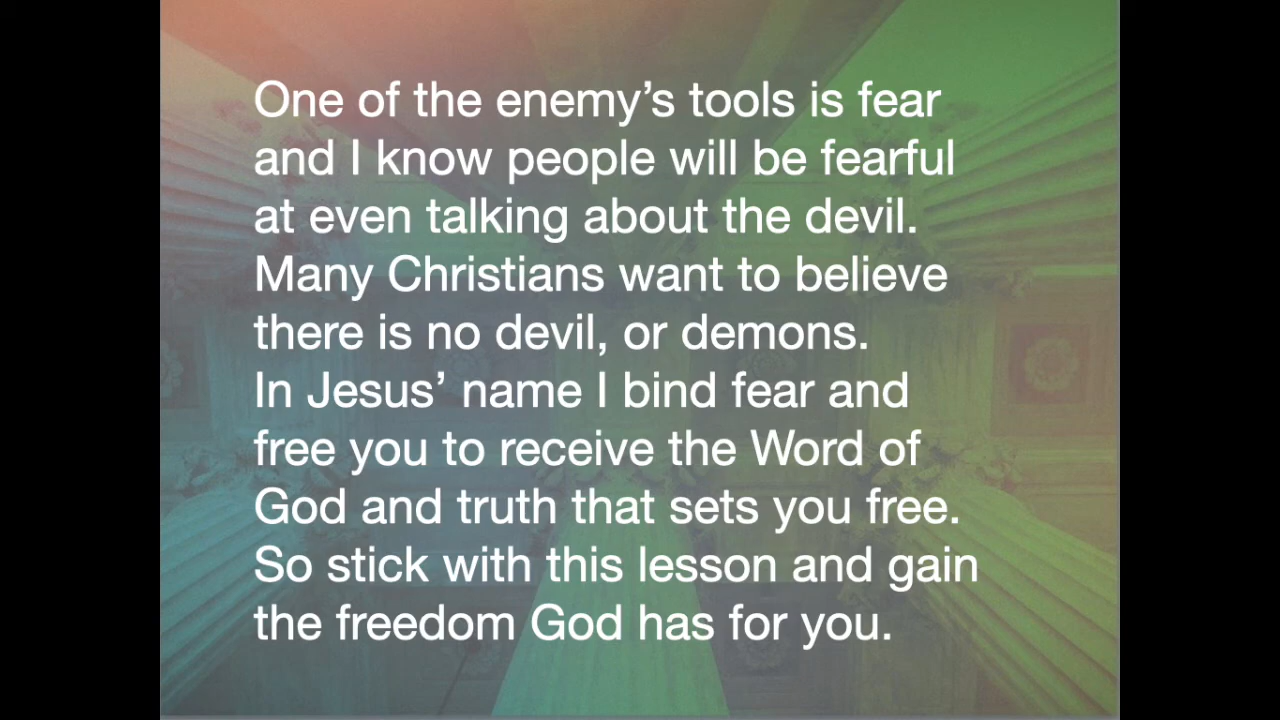 One of the enemy’s tools is fear
and I know people will be fearful
at even talking about the devil.
Many Christians want to believe
there is no devil, or demons.
In Jesus’ name I bind fear and
free you to receive the Word of
God and truth that sets you free.
So stick with this lesson and gain
the freedom God has for you.